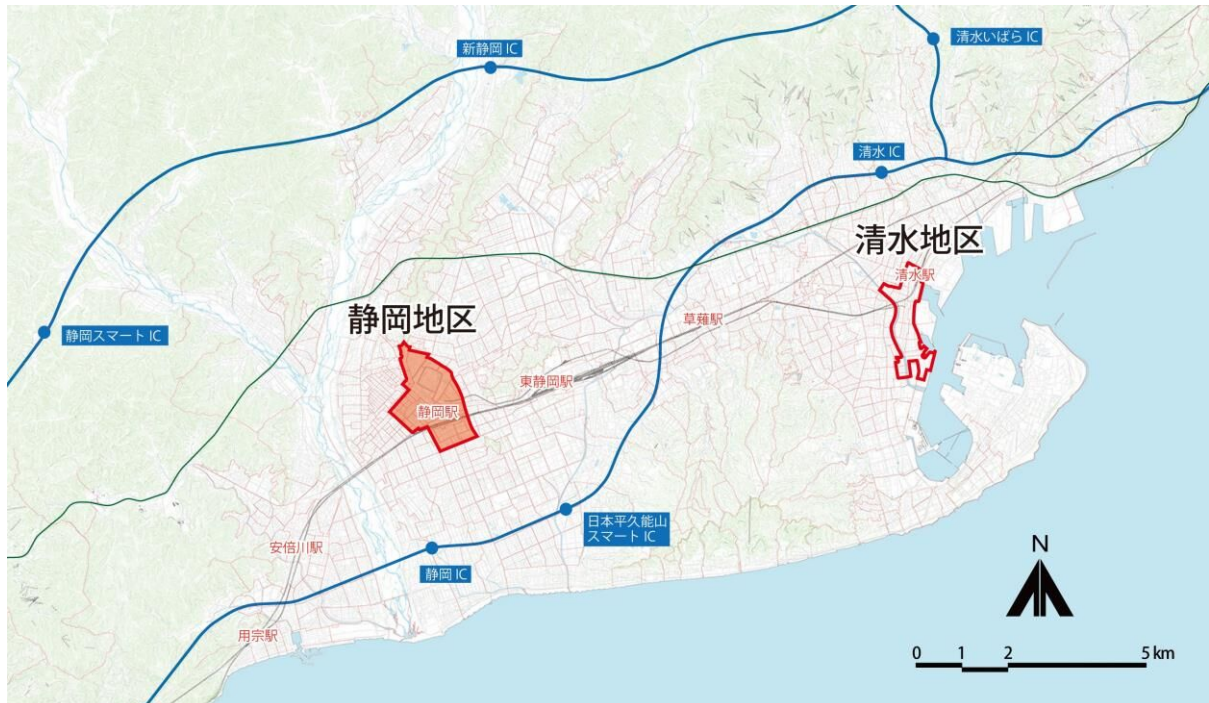 清水いばら IC
新静岡 IC
清水 IC
清水地区
清水駅
静岡地区
草薙駅
静岡スマート IC
東静岡駅
静岡駅
日本平久能山
スマート IC
安倍川駅
静岡 IC
N
用宗駅
0 1 2 5 km